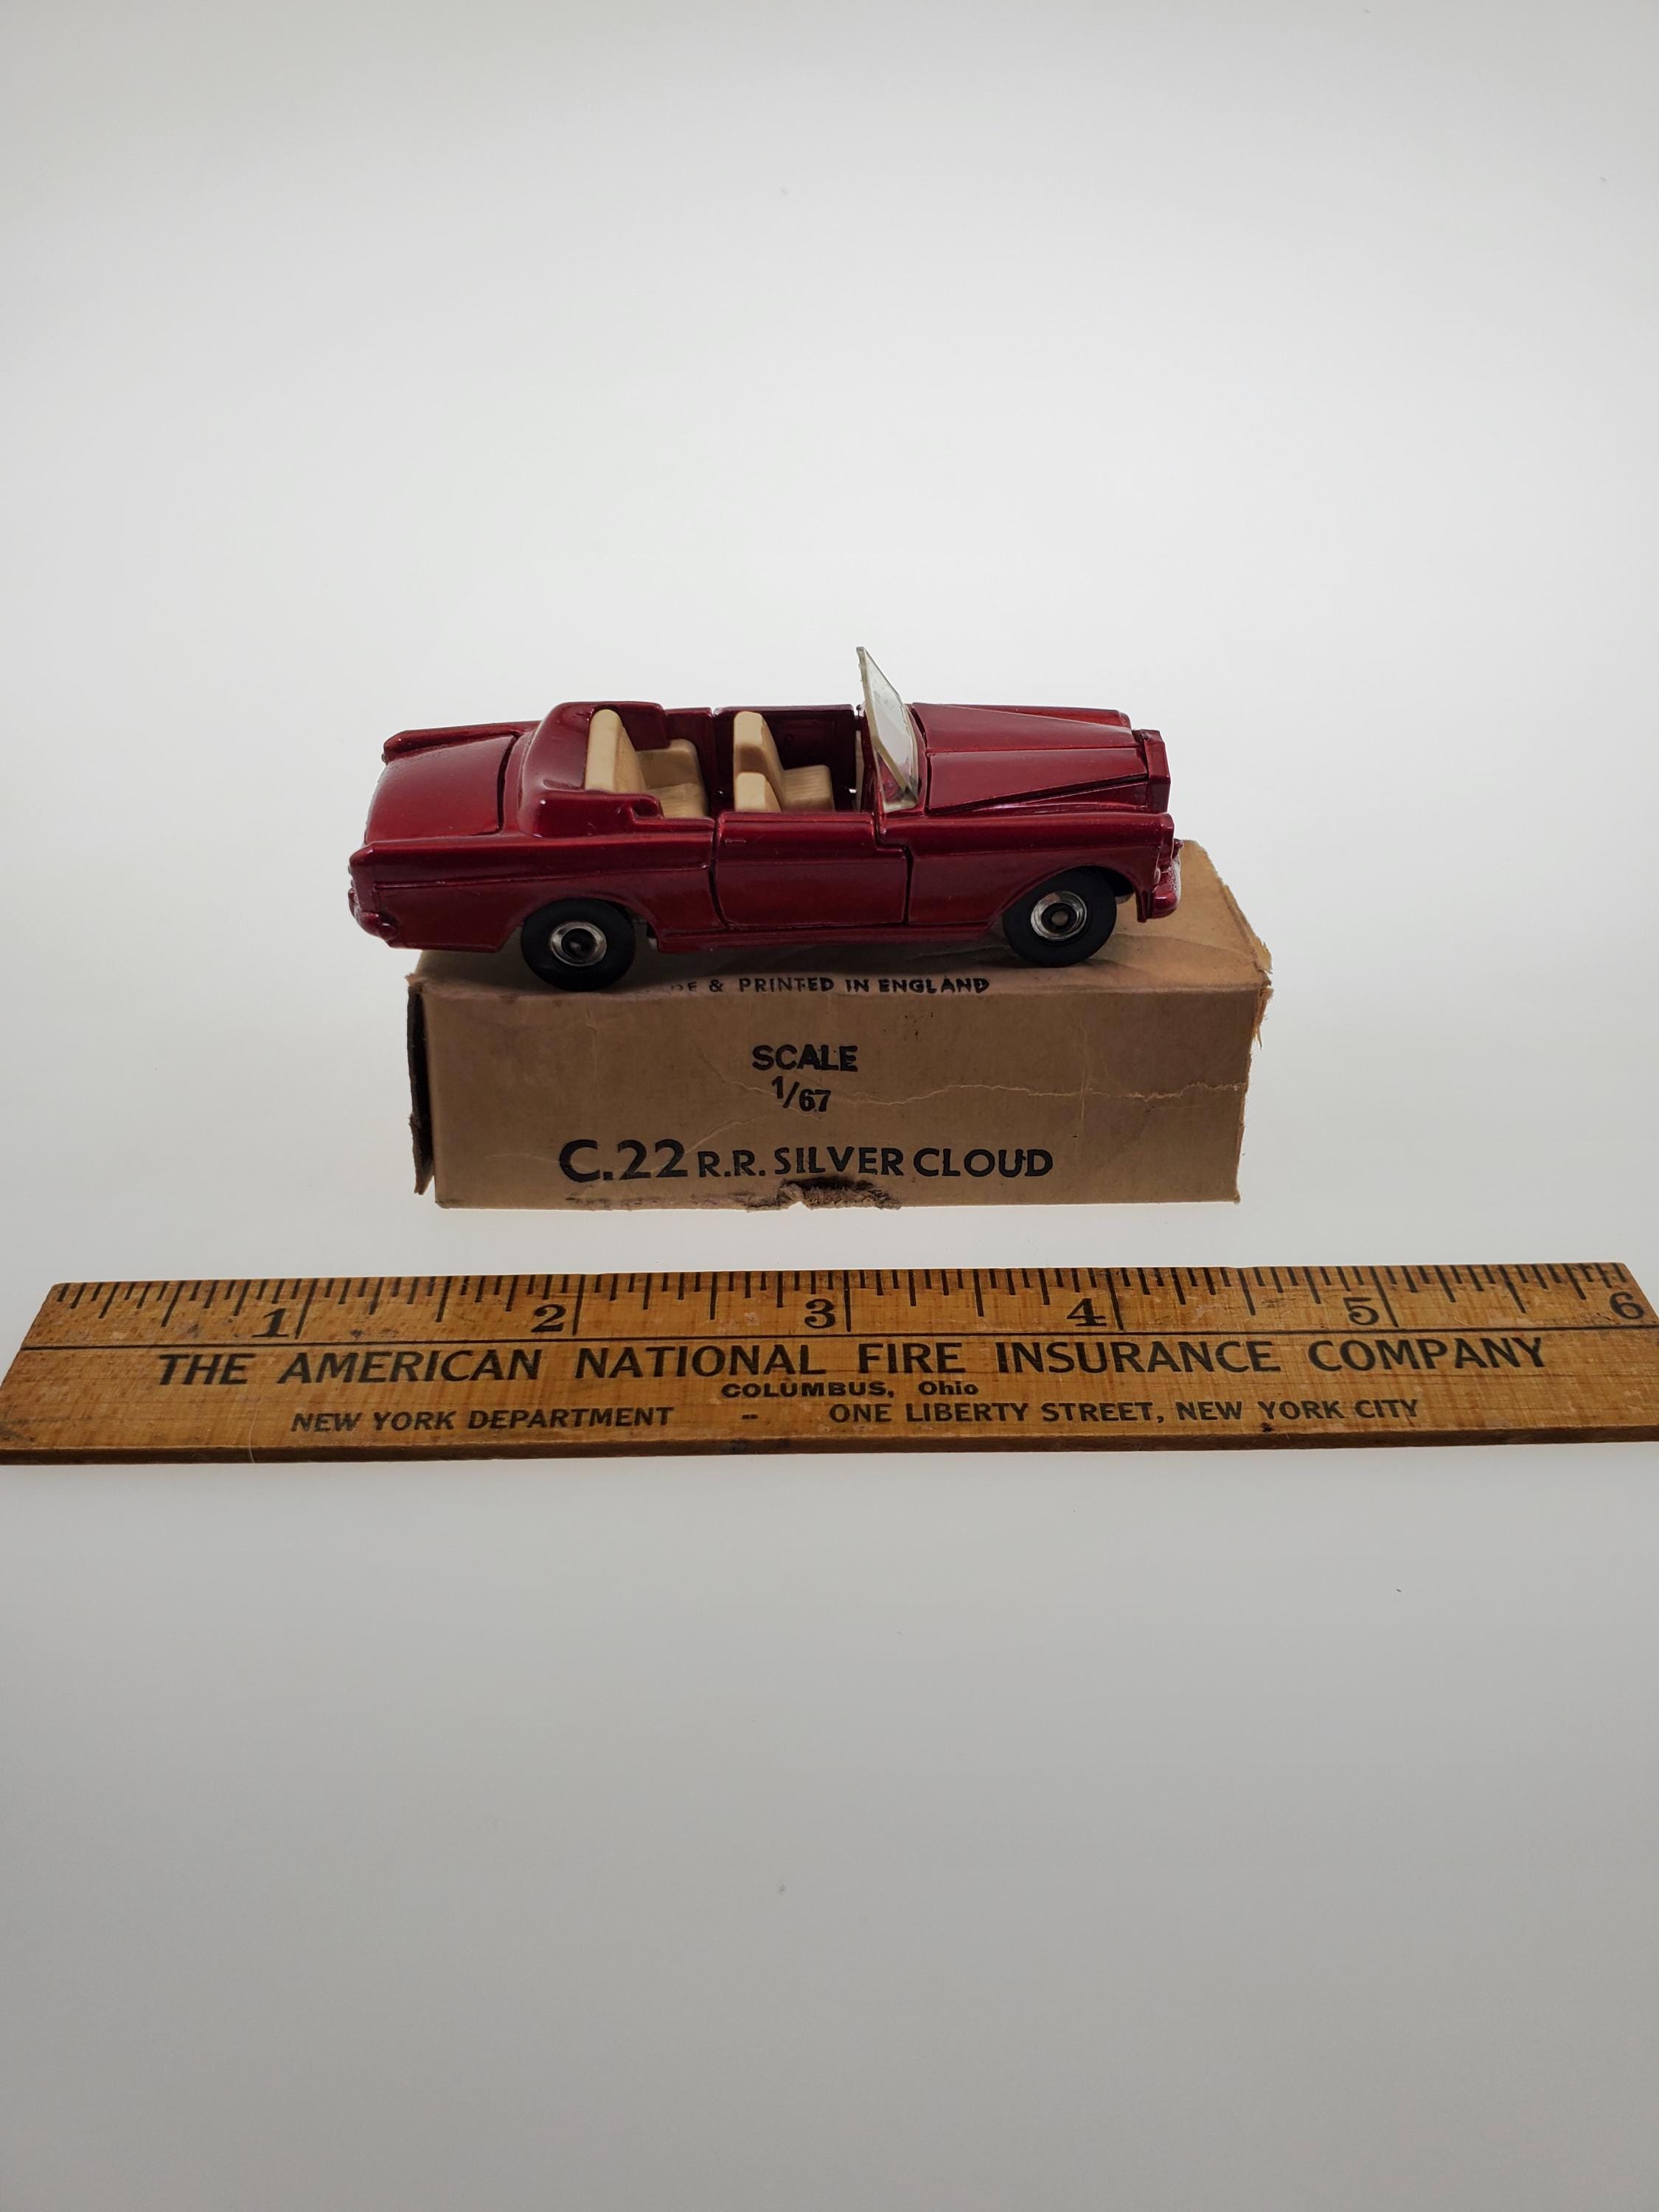 & PRINTED IN ENGLAND
SCALE
1/67
C.22 R.R. SILVER CLOUD
1 2 3 4 5 6
THE AMERICAN NATIONAL FIRE INSURANCE COMPANY
COLUMBUS, Ohio
NEW YORK DEPARTMENT -- ONE LIBERTY STREET, NEW YORK CITY